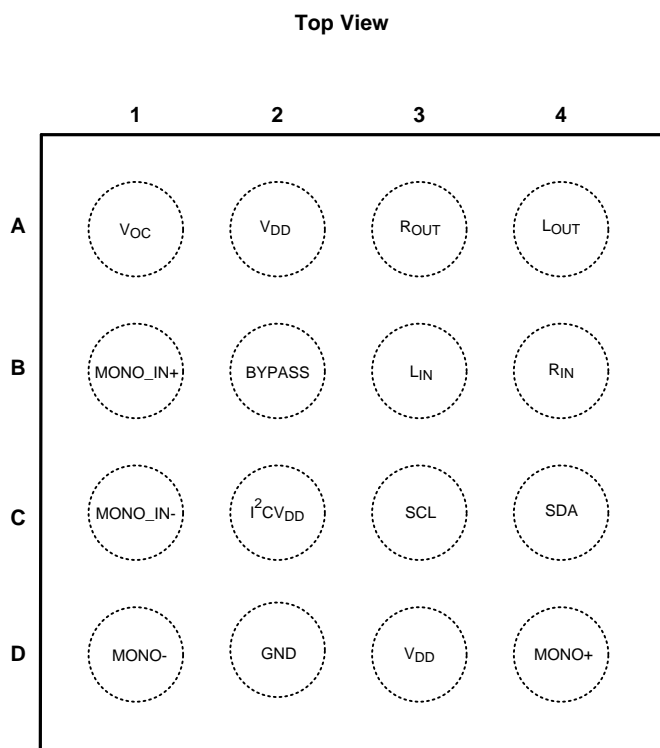 Top View
1 2 3 4
A VOC VDD ROUT LOUT
B MONO_IN+ BYPASS LIN RIN
C MONO_IN- I²CVDD SCL SDA
D MONO- GND VDD MONO+